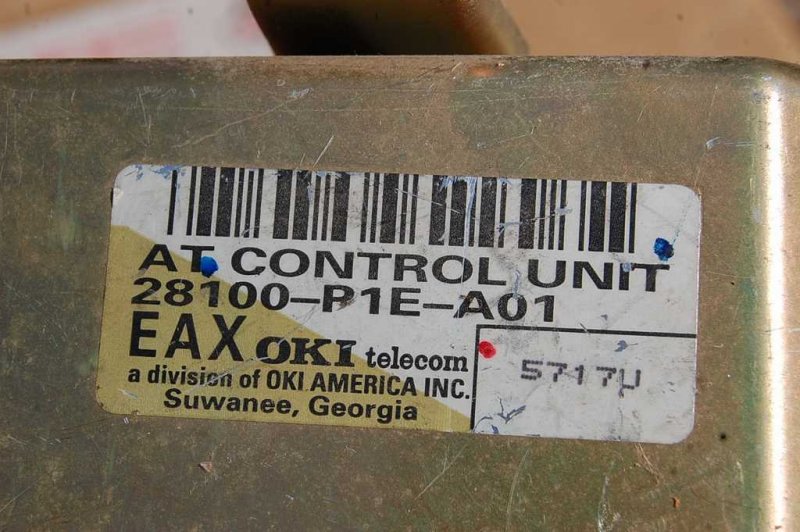 AT CONTROL UNIT
28100-P1E-A01
EAX OKI telecom
a division of OKI AMERICA INC.
Suwanee, Georgia
5717U